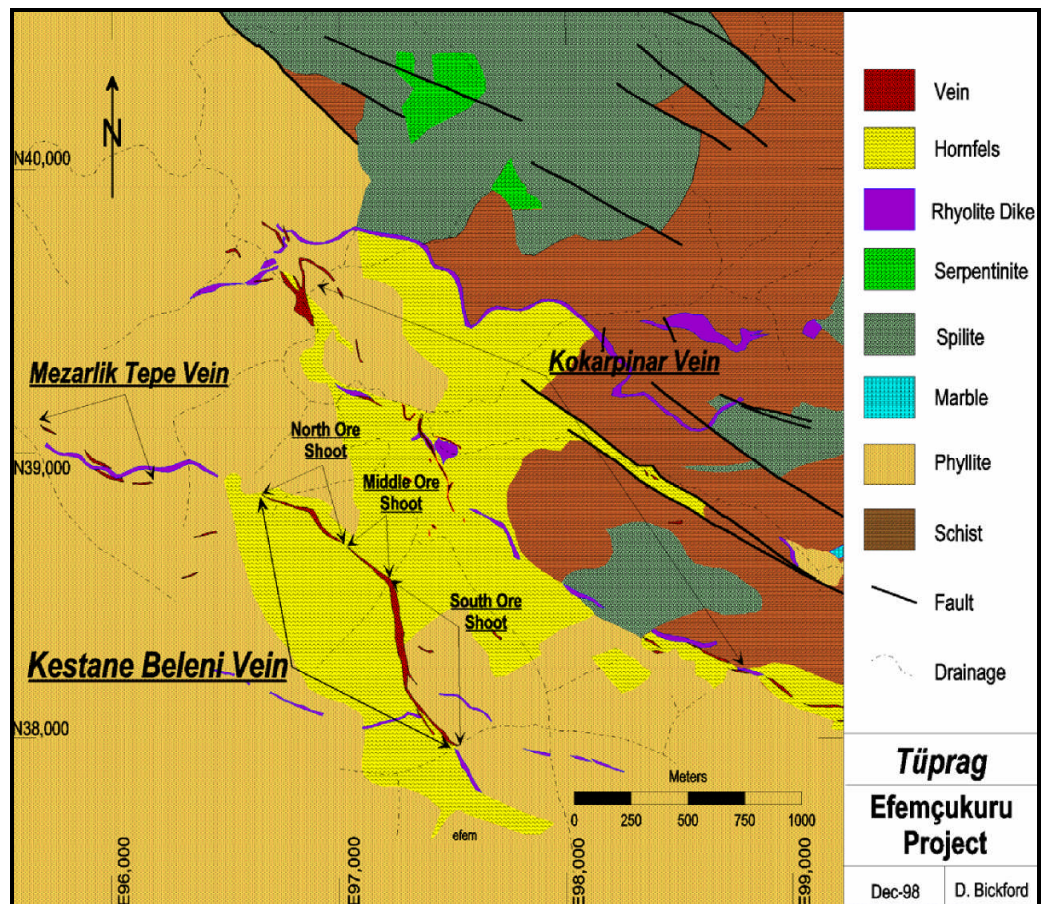 N
N40,000
Mezarlik Tepe Vein
Kokarpinar Vein
North Ore
Shoot
N39,000
Middle Ore
Shoot
South Ore
Shoot
Kestane Beleni Vein
N38,000
Meters
0 250 500 750 1000
efem
E96,000
E97,000
E98,000
E99,000
Vein
Hornfels
Rhyolite Dike
Serpentinite
Spilite
Marble
Phyllite
Schist
Fault
Drainage
Tüprag
Efemçukuru
Project
Dec-98 D. Bickford